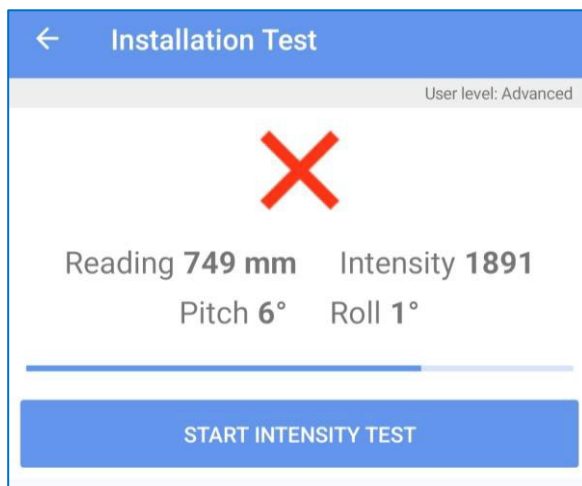 Installation Test
User level: Advanced
Reading 749 mm Intensity 1891
Pitch 6° Roll 1°
START INTENSITY TEST